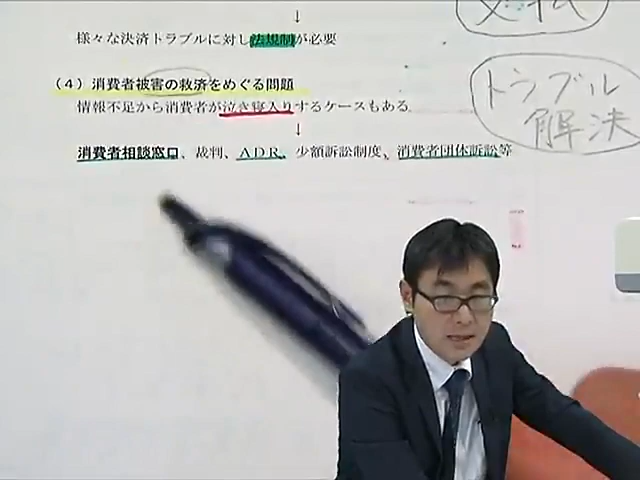 ↓
様々な決済トラブルに対し法規制が必要
(4) 消費者被害の救済をめぐる問題
情報不足から消費者が泣き寝入りするケースもある
↓
消費者相談窓口、裁判、ADR、少額訴訟制度、消費者団体訴訟等
トラブル
解決